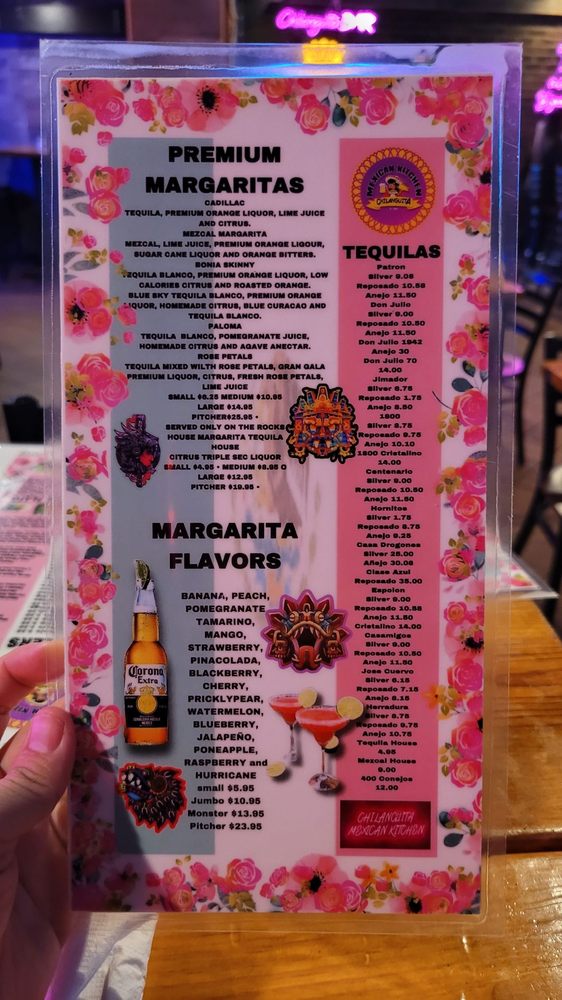 PREMIUM
MARGARITAS
CADILLAC
TEQUILA, PREMIUM ORANGE LIQUOR, LIME JUICE
AND CITRUS.
MEZCAL MARGARITA
MEZCAL, LIME JUICE, PREMIUM ORANGE LIGOUR,
SUGAR CANE LIQUOR AND ORANGE BITTERS.
BONIA SKINNY
TEQUILA BLANCO, PREMIUM ORANGE LIQUOR, LOW
CALORIES CITRUS AND ROASTED ORANGE.
BLUE SKY TEQUILA BLANCO, PREMIUM ORANGE
LIQUOR, HOMEMADE CITRUS, BLUE CURACAO AND
TEQUILA BLANCO.
PALOMA
TEQUILA BLANCO, POMEGRANATE JUICE,
HOMEMADE CITRUS AND AGAVE ANECTAR.
ROSE PETALS
TEQUILA MIXED WILTH ROSE PETALS, GRAN GALA
PREMIUM LIQUOR, CITRUS, FRESH ROSE PETALS,
LIME JUICE
SMALL $6.25 MEDIUM $10.95
LARGE $14.95
PITCHER$25.95 •
SERVED ONLY ON THE ROCKS
HOUSE MARGARITA TEQUILA
HOUSE
CITRUS TRIPLE SEC LIQUOR
SMALL $4.95 • MEDIUM $8.95 O
LARGE $12.95
PITCHER $19.95 •
MARGARITA
FLAVORS
BANANA, PEACH,
POMEGRANATE
TAMARINO,
MANGO,
STRAWBERRY,
PINACOLADA,
BLACKBERRY,
CHERRY,
PRICKLYPEAR,
WATERMELON,
BLUEBERRY,
JALAPEÑO,
PONEAPPLE,
RASPBERRY and
HURRICANE
small $5.95
Jumbo $10.95
Monster $13.95
Pitcher $23.95
Corona
Extra
MEXICAN KITCHEN
CHILANGUITA
TEQUILAS
Patron
Silver 9.05
Reposado 10.58
Anejo 11.50
Don Julio
Silver 9.00
Reposado 10.50
Anejo 11.50
Don Julio 1942
Anejo 30
Don Julio 70
14.00
Jimador
Silver 6.75
Reposado 1.75
Anejo 8.50
1800
Silver 8.75
Reposado 9.75
Anejo 10.10
1800 Cristalino
14.00
Centenario
Silver 9.00
Reposado 10.50
Anejo 11.50
Hornitos
Silver 1.75
Reposado 8.75
Anejo 9.25
Casa Drogones
Silver 25.00
Añejo 30.08
Clase Azul
Reposado 35.00
Espolon
Silver 9.00
Reposado 10.58
Anejo 11.50
Cristalino 14.00
Casamigos
Silver 9.00
Reposado 10.50
Anejo 11.50
Jose Cuervo
Silver 6.15
Reposado 7.15
Anejo 8.15
Herradura
Silver 8.75
Reposado 9.75
Anejo 10.75
Tequila House
4.95
Mezcal House
9.00
400 Conejos
12.00
CHILANGUITA
MEXICAN KITCHEN